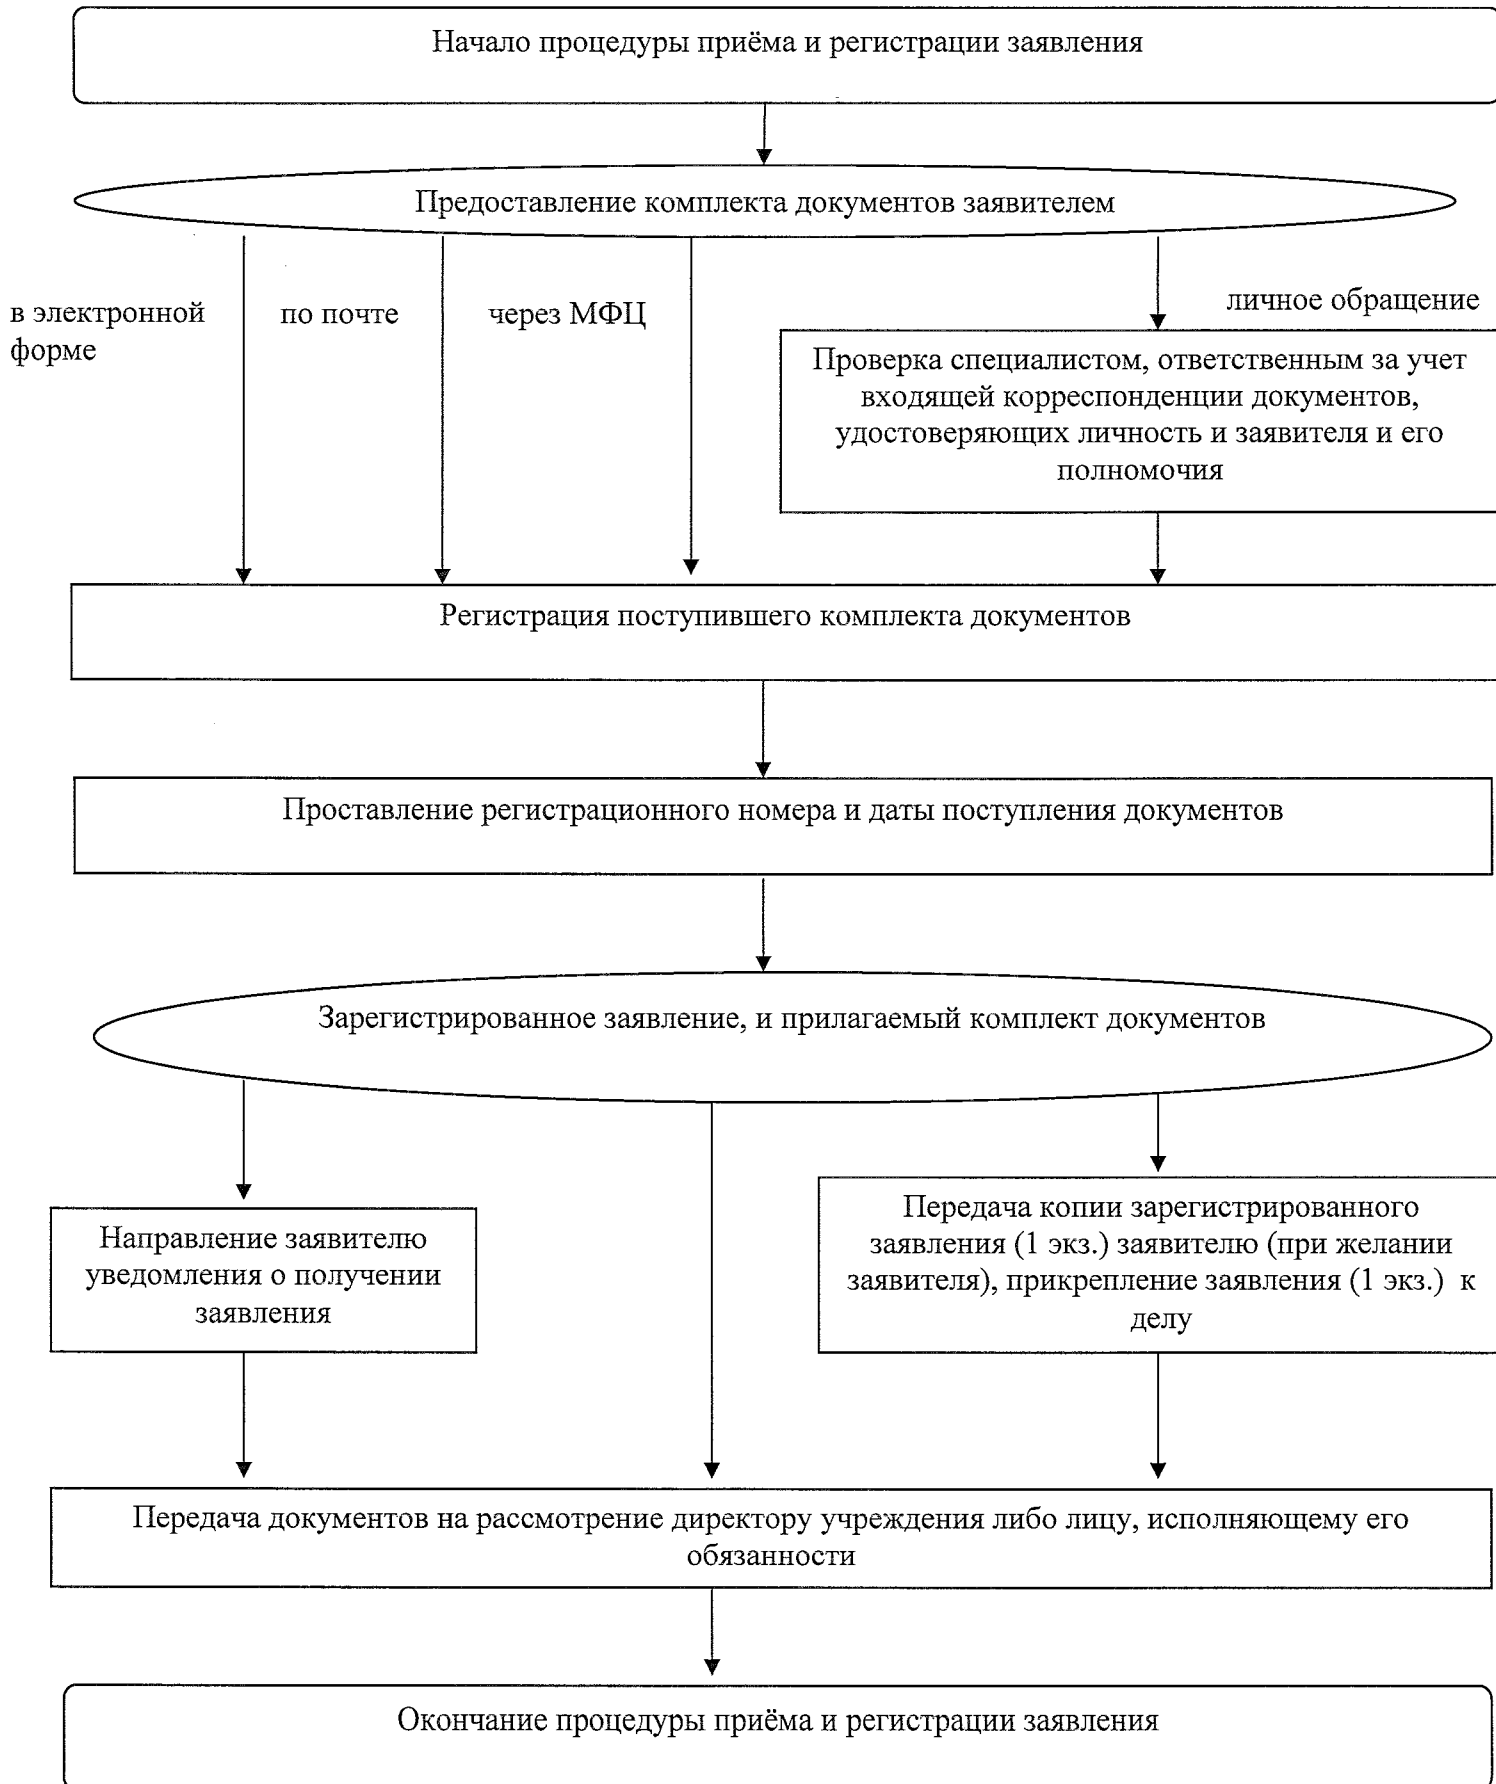 Начало процедуры приёма и регистрации заявления
Предоставление комплекта документов заявителем
в электронной
форме
по почте
через МФЦ
личное обращение
Проверка специалистом, ответственным за учет
входящей корреспонденции документов,
удостоверяющих личность и заявителя и его
полномочия
Регистрация поступившего комплекта документов
Проставление регистрационного номера и даты поступления документов
Зарегистрированное заявление, и прилагаемый комплект документов
Направление заявителю
уведомления о получении
заявления
Передача копии зарегистрированного
заявления (1 экз.) заявителю (при желании
заявителя), прикрепление заявления (1 экз.) к
делу
Передача документов на рассмотрение директору учреждения либо лицу, исполняющему его
обязанности
Окончание процедуры приёма и регистрации заявления